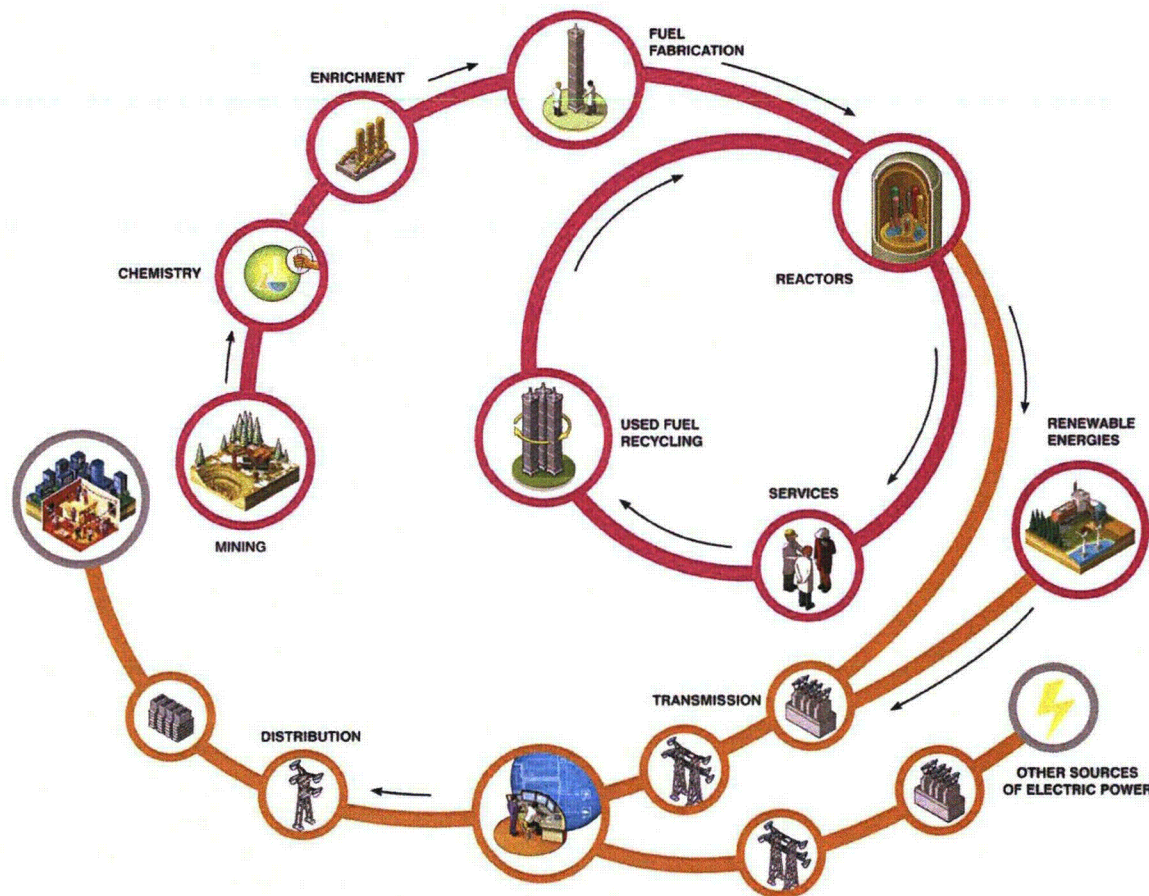 FUEL
FABRICATION
ENRICHMENT
CHEMISTRY
REACTORS
USED FUEL
RECYCLING
RENEWABLE
ENERGIES
SERVICES
MINING
TRANSMISSION
DISTRIBUTION
OTHER SOURCES
OF ELECTRIC POWER